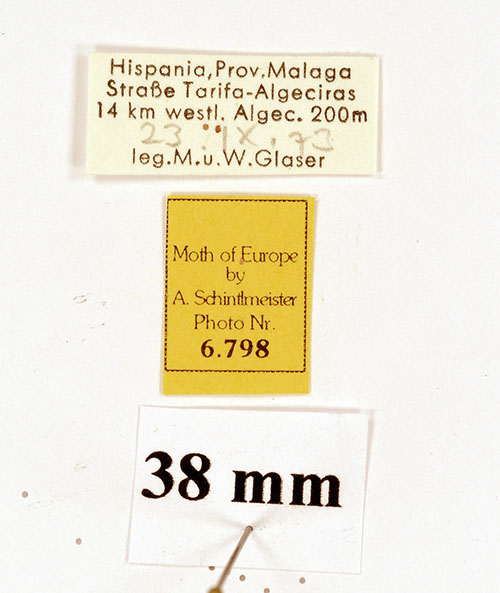 Hispania, Prov. Malaga
Straße Tarifa-Algeciras
14 km westl. Algec. 200m
23. IX. 73
leg. M. u. W. Glaser
Moth of Europe
by
A. Schintlmeister
Photo Nr.
6.798
38 mm